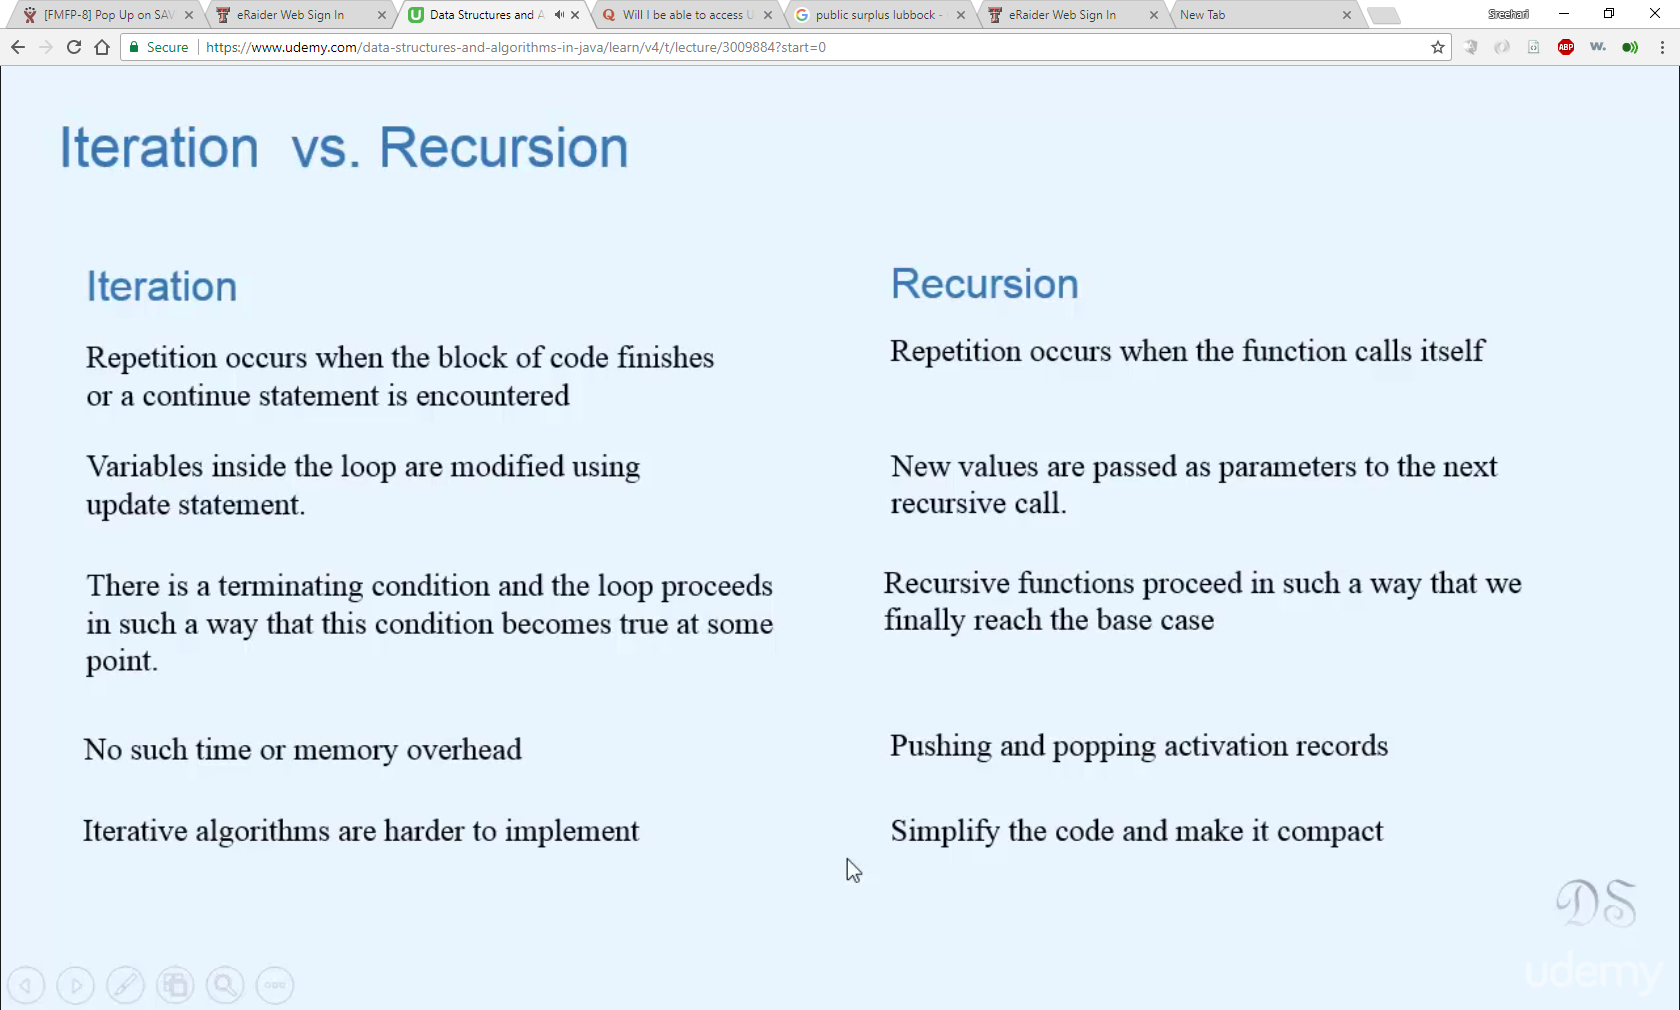 [FMFP-8] Pop Up on SAV
eRaider Web Sign In
Data Structures and A
Will I be able to access U
public surplus lubbock -
eRaider Web Sign In
New Tab
Sreehari
Secure
https://www.udemy.com/data-structures-and-algorithms-in-java/learn/v4/t/lecture/3009884?start=0
ABP
w.
Iteration vs. Recursion
Iteration
Repetition occurs when the block of code finishes
or a continue statement is encountered
Variables inside the loop are modified using
update statement.
There is a terminating condition and the loop proceeds
in such a way that this condition becomes true at some
point.
No such time or memory overhead
Iterative algorithms are harder to implement
Recursion
Repetition occurs when the function calls itself
New values are passed as parameters to the next
recursive call.
Recursive functions proceed in such a way that we
finally reach the base case
Pushing and popping activation records
Simplify the code and make it compact
DS
udemy